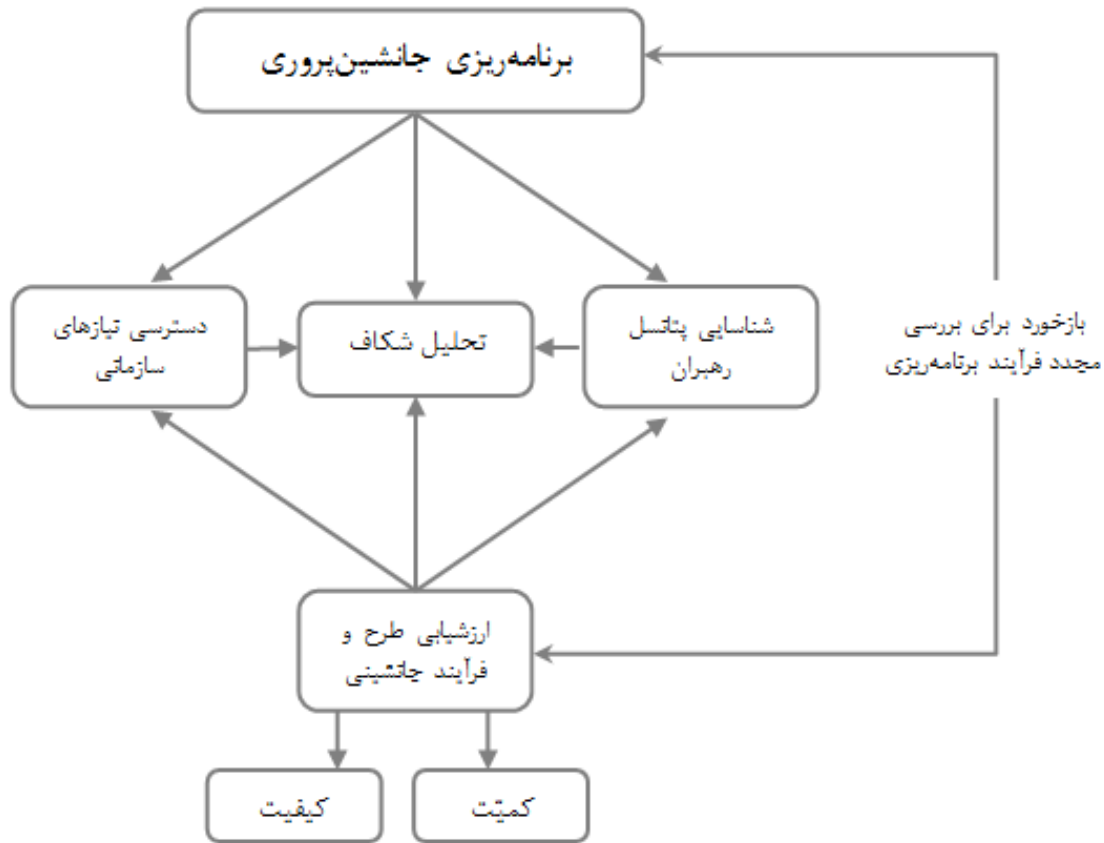 برنامه‌ریزی جانشین‌پروری
شناسایی پتانسل
رهبران
تحلیل شکاف
دسترسی نیازهای
سازمانی
بازخورد برای بررسی
مجدد فرآیند برنامه‌ریزی
ارزشیابی طرح و
فرآیند جانشینی
کمیّت
کیفیت